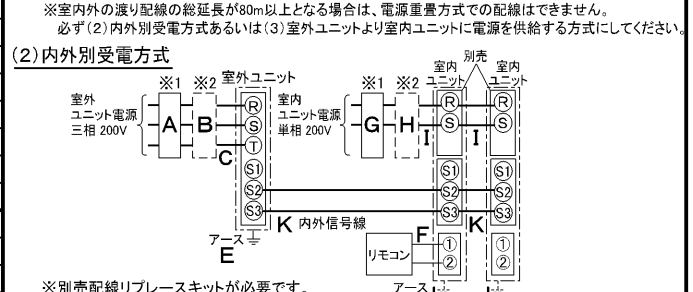 ※室内外の渡り配線の総延長が80m以上となる場合は、電源重畳方式での配線はできません。
必ず(2)内外別受電方式あるいは(3)室外ユニットより室内ユニットに電源を供給する方式にしてください。
(2)内外別受電方式
別売
※1 ※2 室外ユニット
※1 ※2 室内ユニット 室内ユニット
室外
ユニット電源
三相 200V
A B C
R
S
T
S1
S2
S3
室内
ユニット電源
単相 200V
G H I I
R
S
S1
S2
S3
R
S
S1
S2
S3
K 内外信号線
K
アース
E
リモコン
F
1
2
1
2
※別売配線リプレースキットが必要です。
アース